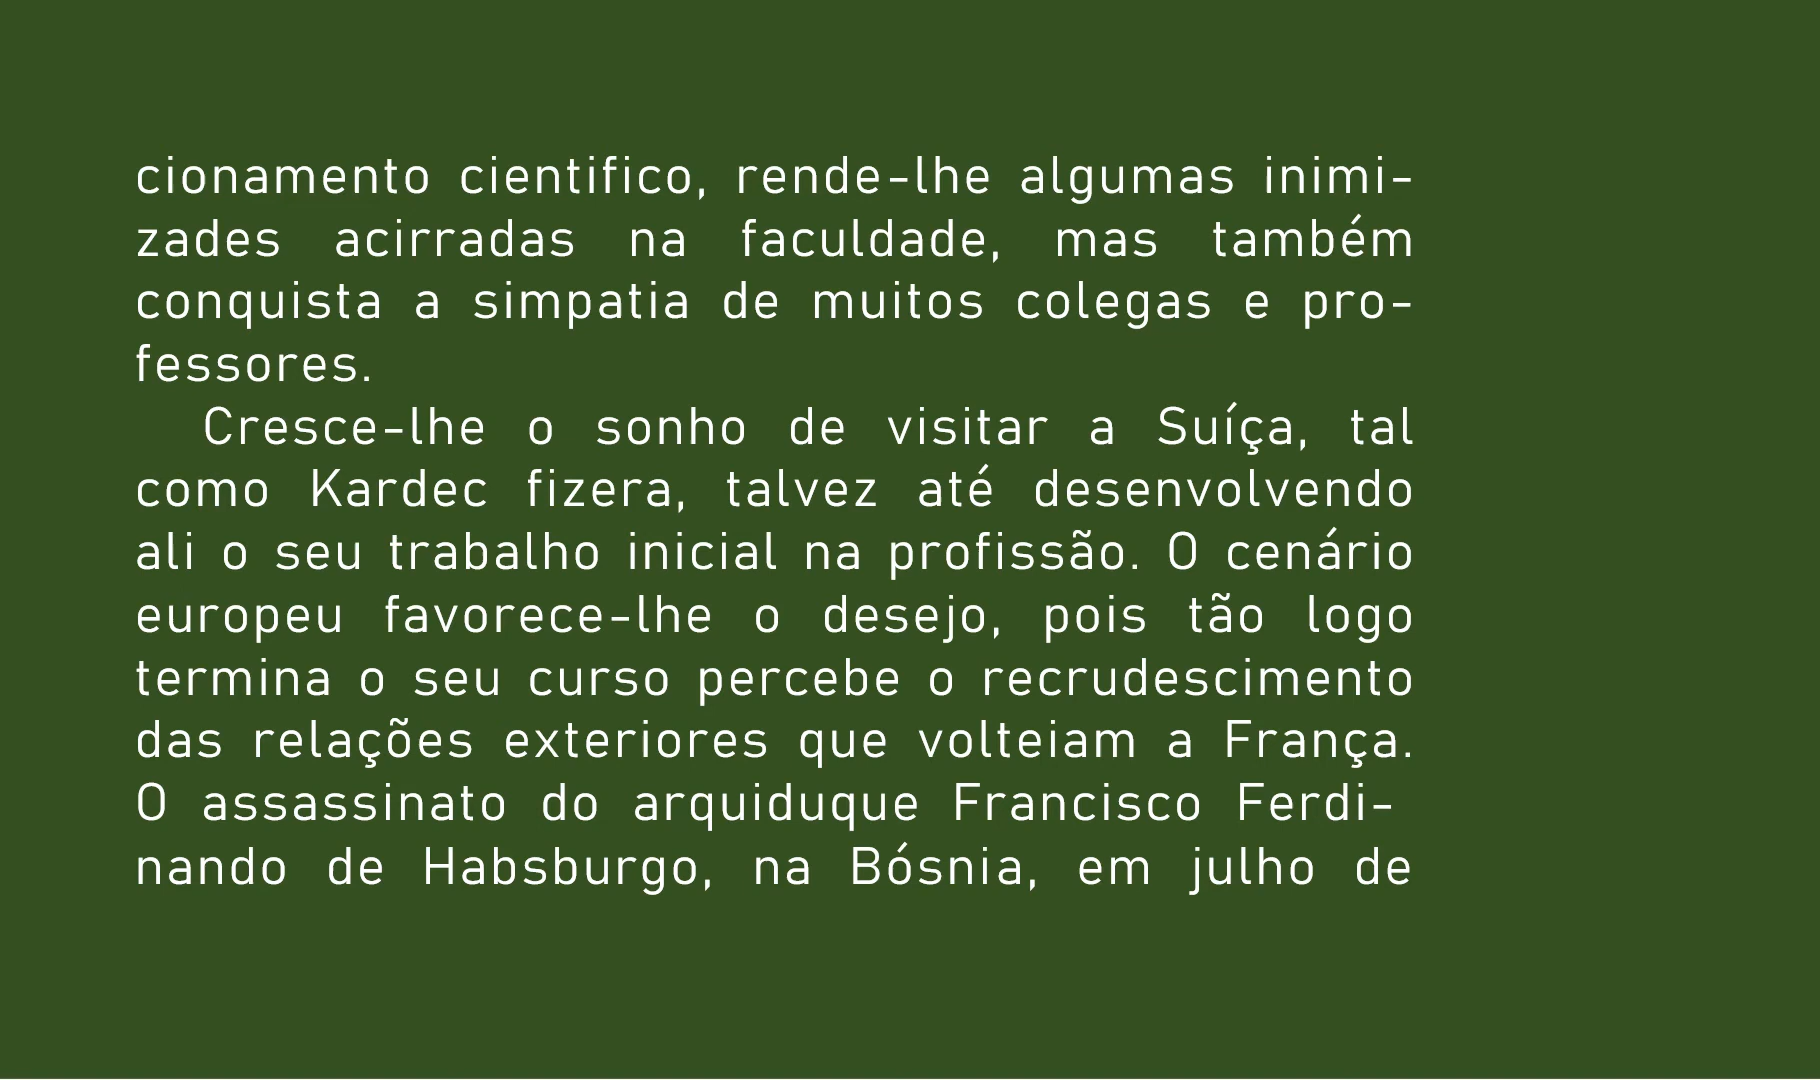 cionamento cientifico, rende-lhe algumas inimi-
zades acirradas na faculdade, mas também
conquista a simpatia de muitos colegas e pro-
fessores.
Cresce-lhe o sonho de visitar a Suíça, tal
como Kardec fizera, talvez até desenvolvendo
ali o seu trabalho inicial na profissão. O cenário
europeu favorece-lhe o desejo, pois tão logo
termina o seu curso percebe o recrudescimento
das relações exteriores que volteiam a França.
O assassinato do arquiduque Francisco Ferdi-
nando de Habsburgo, na Bósnia, em julho de